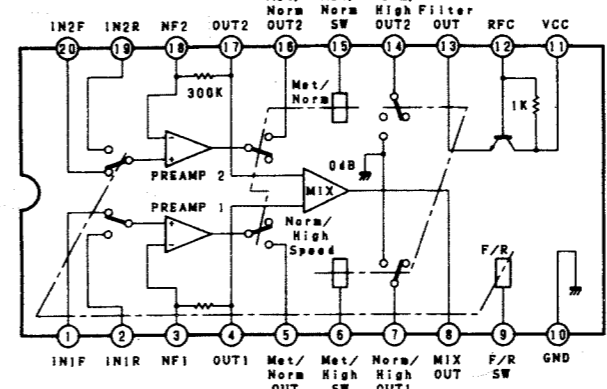 Norm Norm High Filter
IN2F IN2R NF2 OUT2 OUT2 SW OUT2 OUT RFC VCC
20 19 18 17 16 15 14 13 12 11
300K
Met/
Norm
1K
0dB
PREAMP 2
MIX
PREAMP 1
Norm/
High
Speed
F/R
1 2 3 4 5 6 7 8 9 10
IN1F IN1R NF1 OUT1 Met/ Met/ Norm/ MIX F/R GND
Norm High High OUT SW
OUT SW OUT1